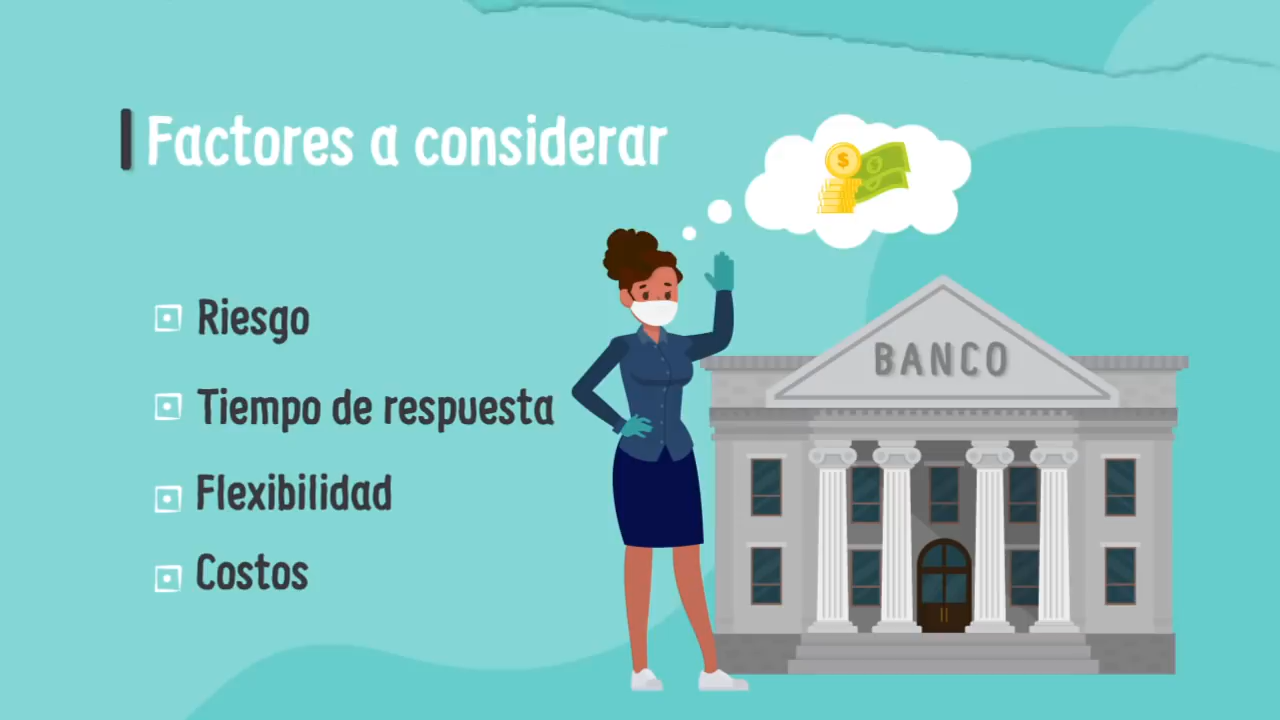 Factores a considerar
Riesgo
Tiempo de respuesta
Flexibilidad
Costos
$
BANCO